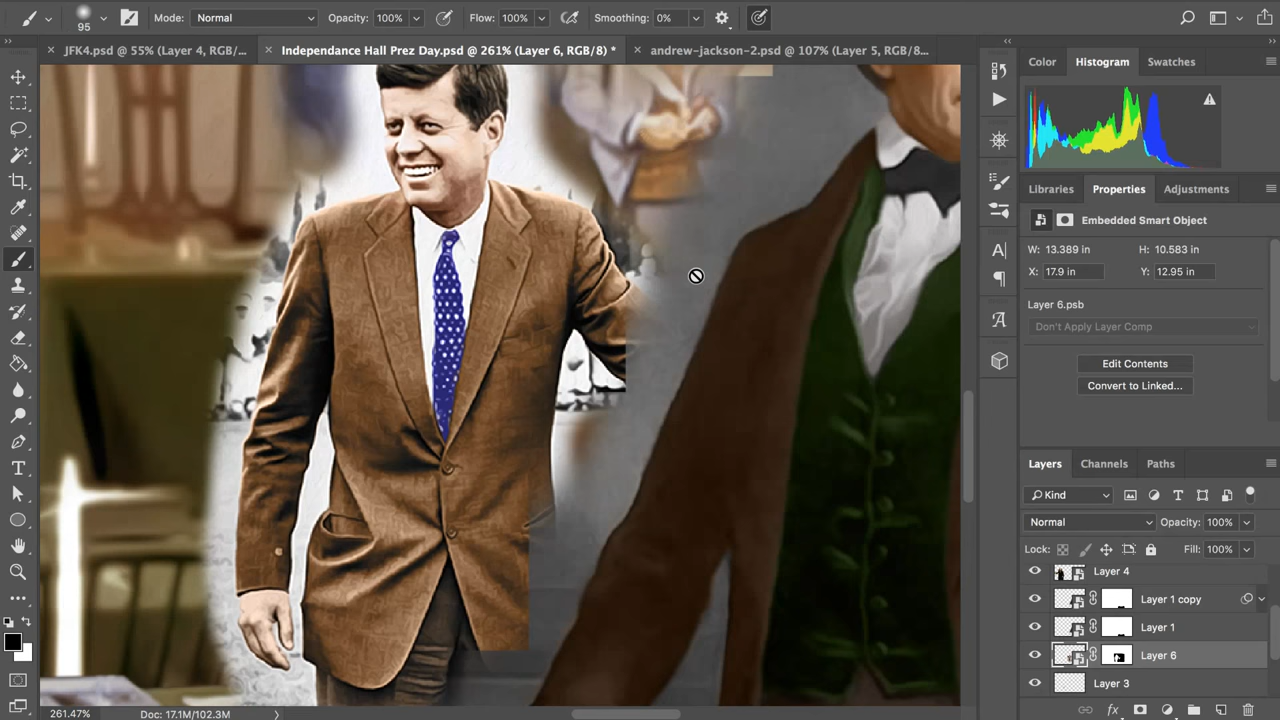 95 Mode: Normal Opacity: 100% Flow: 100% Smoothing: 0%
JFK4.psd @ 55% (Layer 4, RGB/... Independance Hall Prez Day.psd @ 261% (Layer 6, RGB/8) * andrew-jackson-2.psd @ 107% (Layer 5, RGB/8...
Color Histogram Swatches
Libraries Properties Adjustments
Embedded Smart Object
W: 13.389 in H: 10.583 in
X: 17.9 in Y: 12.95 in
Layer 6.psb
Don't Apply Layer Comp
Edit Contents
Convert to Linked...
Layers Channels Paths
Kind
Normal Opacity: 100%
Lock: Fill: 100%
Layer 4
Layer 1 copy
Layer 1
Layer 6
Layer 3
261.47% Doc: 17.1M/102.3M